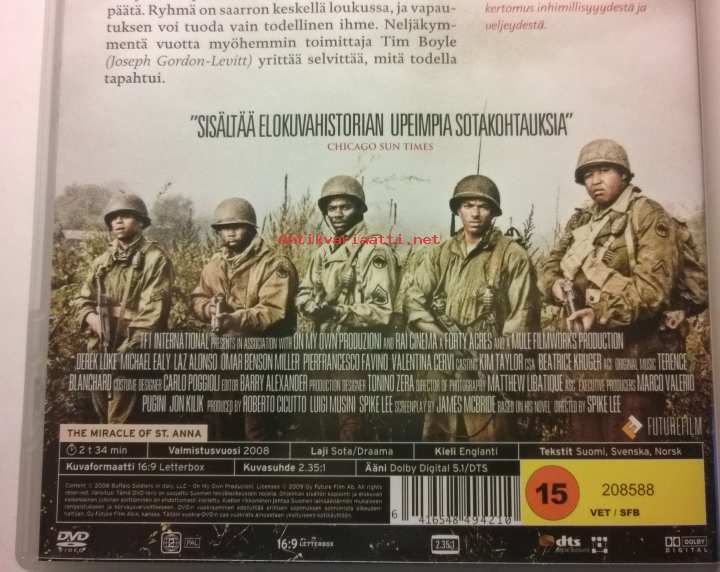 päätä. Ryhmä on saarron keskellä loukussa, ja vapau-
tuksen voi tuoda vain todellinen ihme. Neljäkym-
mentä vuotta myöhemmin toimittaja Tim Boyle
(Joseph Gordon-Levitt) yrittää selvittää, mitä todella
tapahtui.
kertomus inhimillisyyydestä ja
veljeydestä.
"SISÄLTÄÄ ELOKUVAHISTORIAN UPEIMPIA SOTAKOHTAUKSIA"
CHICAGO SUN TIMES
antikvariaatti.net
TFT INTERNATIONAL PRESENTS IN ASSOCIATION WITH ON MY OWN PRODUZIONI AND RAI CINEMA A FORTY ACRES AND A MULE FILMWORKS PRODUCTION
DEREK LUKE MICHAEL EALY LAZ ALONSO OMAR BENSON MILLER PIERFRANCESCO FAVINO VALENTINA CERVI CASTING KIM TAYLOR CSA BEATRICE KRUGER ORIGINAL MUSIC TERENCE
BLANCHARD COSTUME DESIGNER CARLO POGGIOLI EDITOR BARRY ALEXANDER PRODUCTION DESIGNER TONINO ZERA DIRECTOR OF PHOTOGRAPHY MATTHEW LIBATIQUE ASC EXECUTIVE PRODUCERS MARCO VALERIO
PUGINI JON KILIK PRODUCED BY ROBERTO CICUTTO LUIGI MUSINI SPIKE LEE SCREENPLAY BY JAMES MCBRIDE BASED ON HIS NOVEL DIRECTED BY SPIKE LEE
FUTUREFILM
THE MIRACLE OF ST. ANNA
2 t 34 min Valmistusvuosi 2008 Laji Sota/Draama Kieli Englanti Tekstit Suomi, Svenska, Norsk
Kuvaformaatti 16:9 Letterbox Kuvasuhde 2.35:1 Ääni Dolby Digital 5.1/DTS
15
208588
VET / SFB
6 416548 494210
DVD VIDEO 2 PAL 16:9 LETTERBOX 2.35:1 dts DOLBY DIGITAL